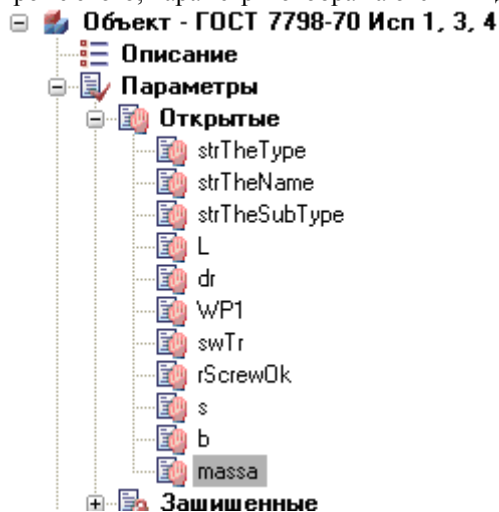 Объект - ГОСТ 7798-70 Исп 1, 3, 4
Описание
Параметры
Открытые
strTheType
strTheName
strTheSubType
L
dr
WP1
swTr
rScrewOk
s
b
massa
Защищенные